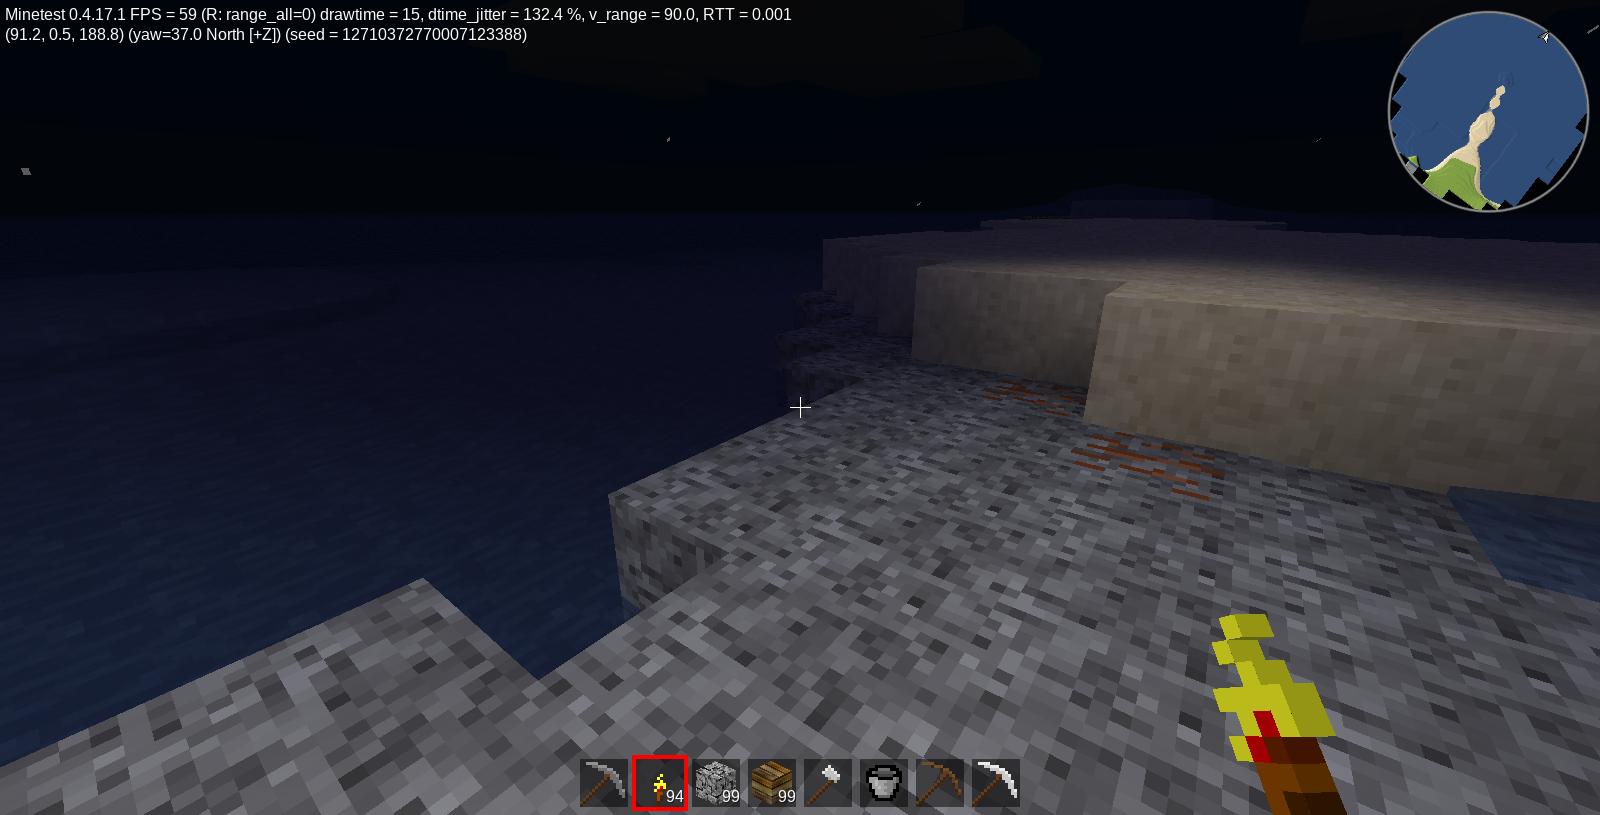 Minetest 0.4.17.1 FPS = 59 (R: range_all=0) drawtime = 15, dtime_jitter = 132.4 %, v_range = 90.0, RTT = 0.001
(91.2, 0.5, 188.8) (yaw=37.0 North [+Z]) (seed = 12710372770007123388)
94 99 99